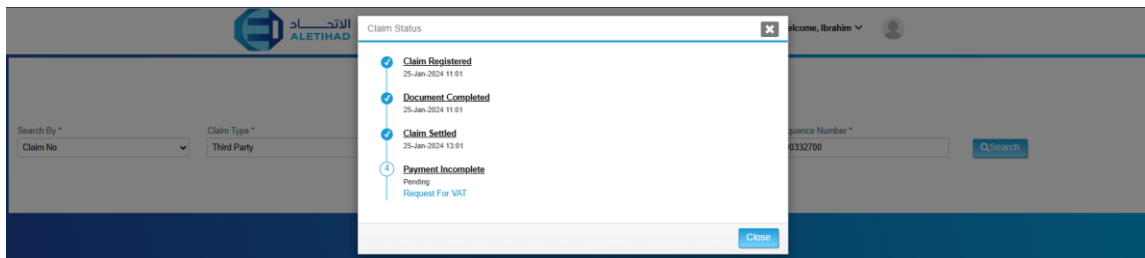 الاتحـــاد
ALETIHAD
Claim Status
elcome, Ibrahim
Claim Registered
25-Jan-2024 11:01
Document Completed
25-Jan-2024 11:01
Search By *
Claim Type *
Claim Settled
quence Number *
Claim No
Third Party
25-Jan-2024 13:01
0332700
Search
4
Payment Incomplete
Pending
Request For VAT
Close